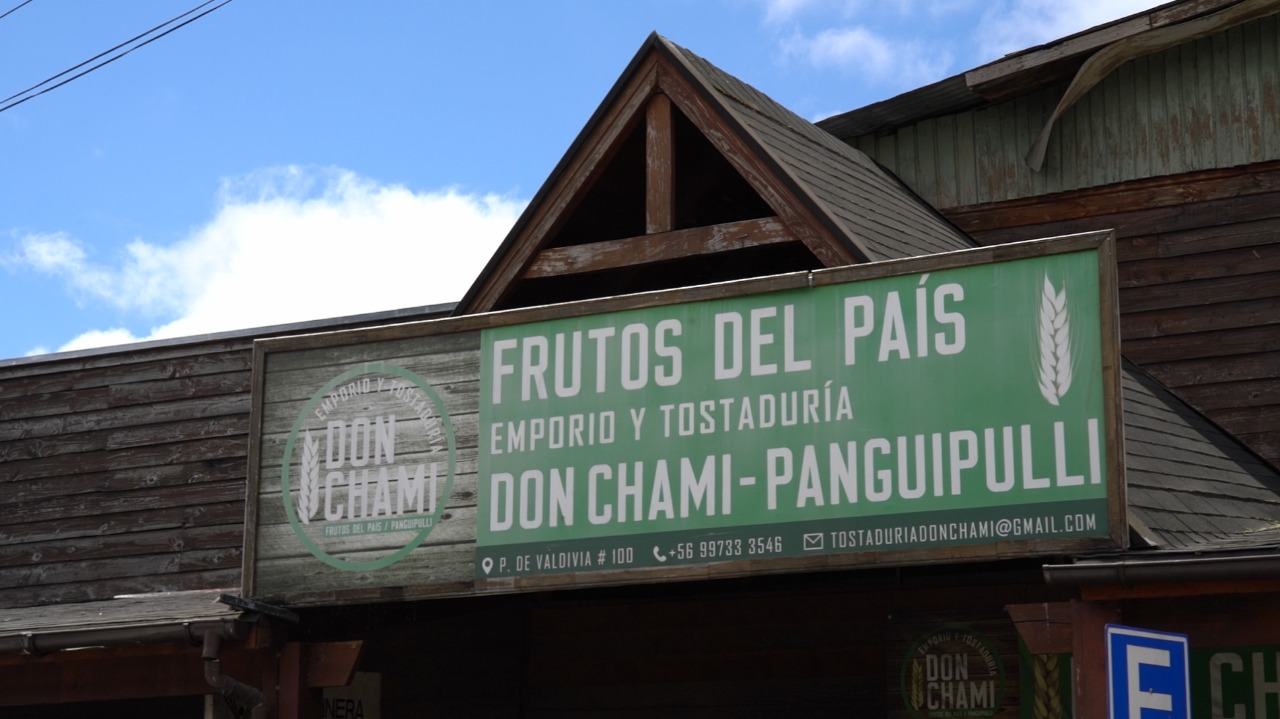 EMPORIO Y TOSTADURÍA
DON
CHAMI
FRUTOS DEL PAÍS / PANGUIPULLI
FRUTOS DEL PAÍS
EMPORIO Y TOSTADURÍA
DON CHAMI-PANGUIPULLI
P. DE VALDIVIA # 100 +56 99733 3546 TOSTADURIADONCHAMI@GMAIL.COM
EMPORIO Y TOSTADURÍA
DON
CHAMI
E
CH